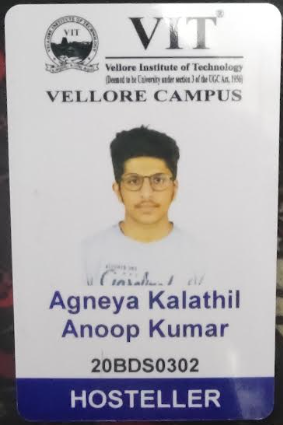 VIT
VIT
Vellore Institute of Technology
(Deemed to be University under section 3 of the UGC Act, 1956)
VELLORE CAMPUS
Agneya Kalathil
Anoop Kumar
20BDS0302
HOSTELLER